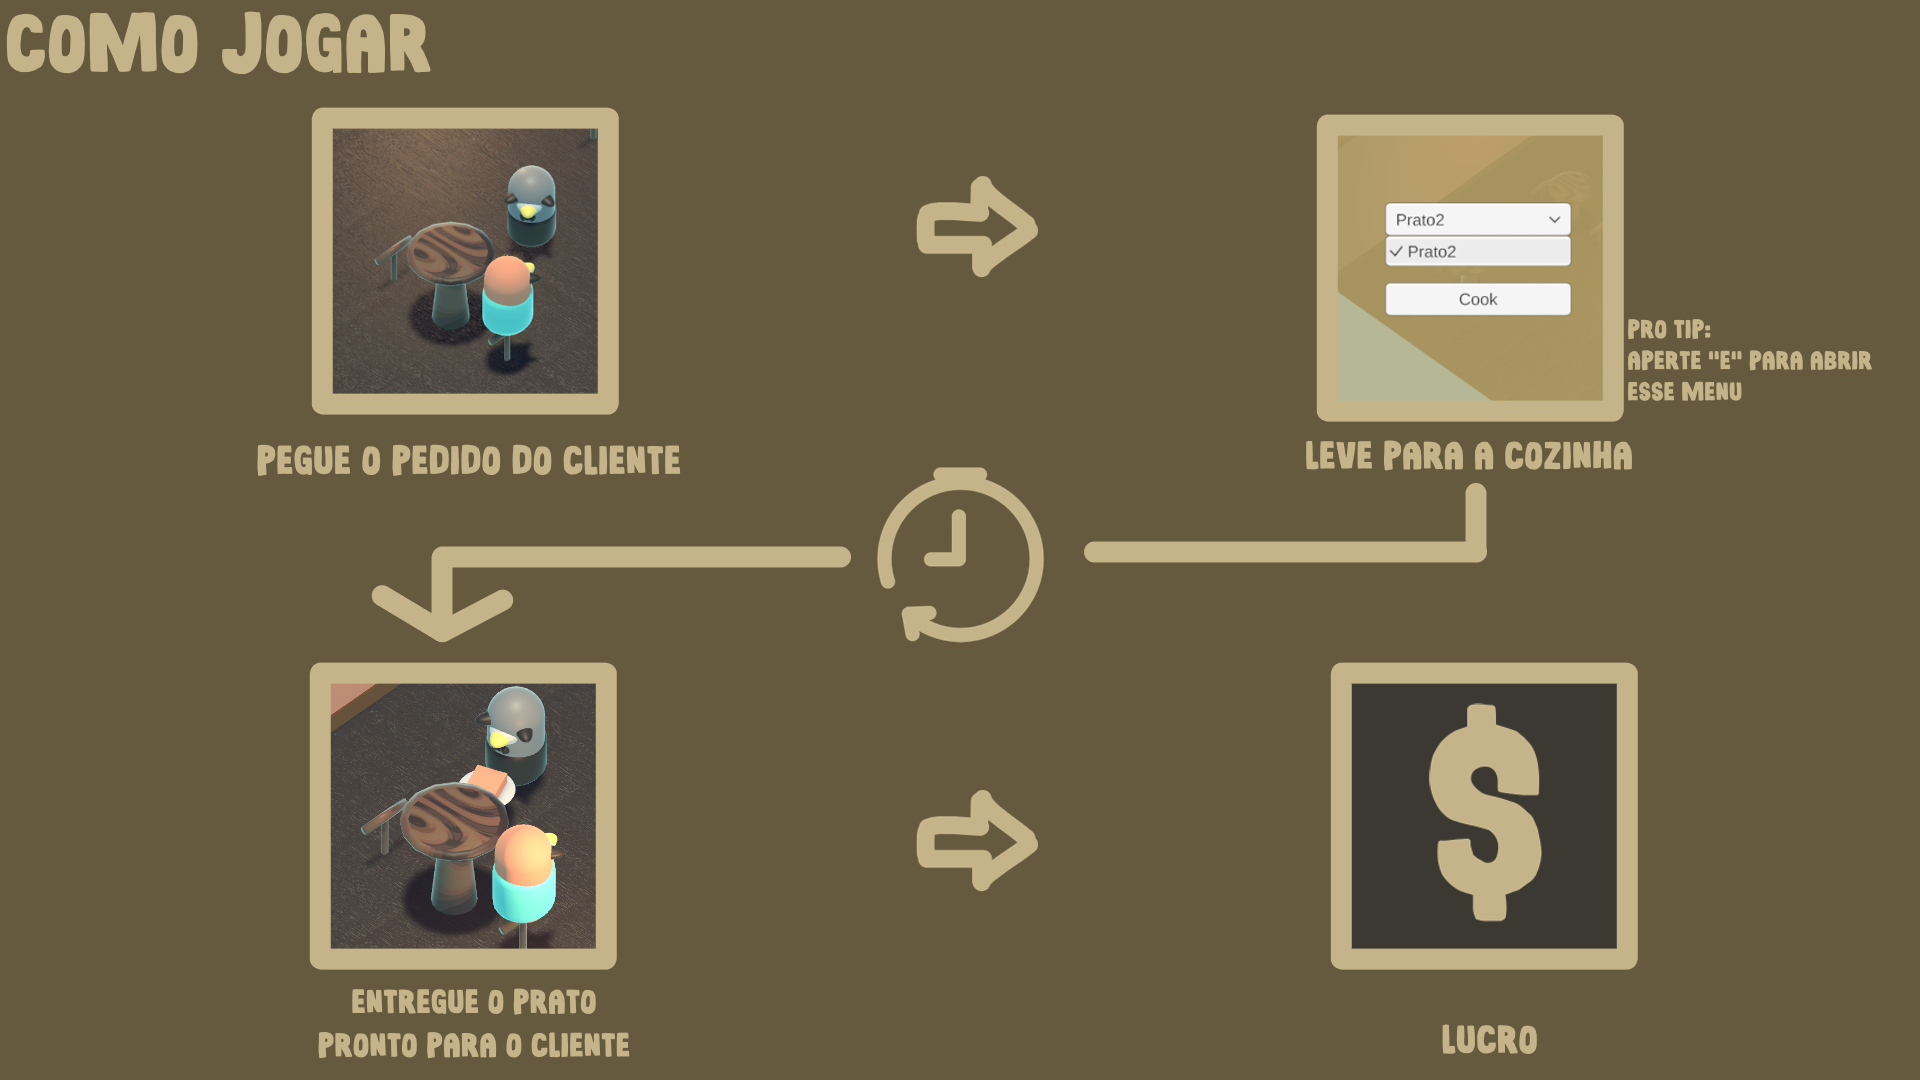 COMO JOGAR
Prato2
Prato2
Cook
PRO TIP:
APERTE "E" PARA ABRIR
ESSE MENU
PEGUE O PEDIDO DO CLIENTE
LEVE PARA A COZINHA
ENTREGUE O PRATO
PRONTO PARA O CLIENTE
$
LUCRO